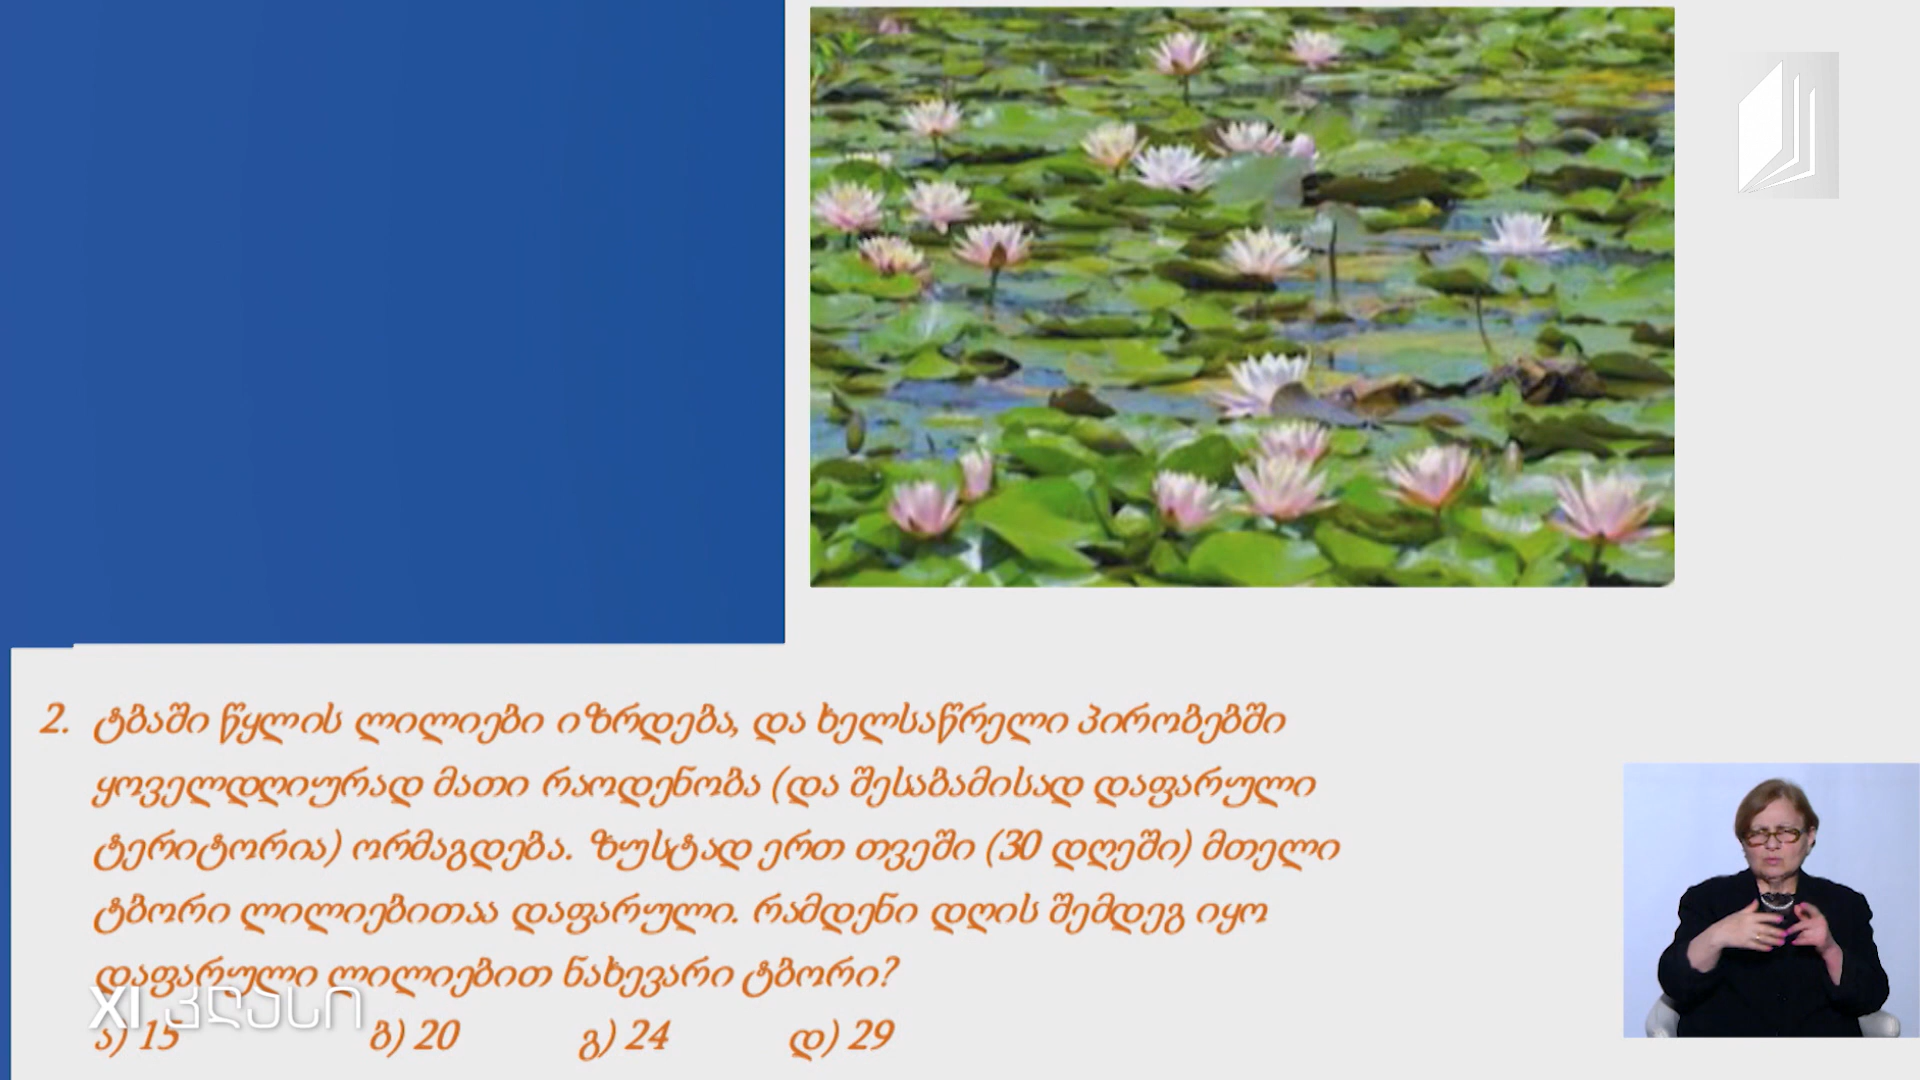 2. ტბაში წყლის ლილიები იზრდება, და ხელსაწრელი პირობებში
ყოველდღიურად მათი რაოდენობა (და შესაბამისად დაფარული
ტერიტორია) ორმაგდება. ზუსტად ერთ თვეში (30 დღეში) მთელი
ტბორი ლილიებითაა დაფარული. რამდენი დღის შემდეგ იყო
დაფარული ლილიებით ნახევარი ტბორი?
XI კლასი
ა) 15 ბ) 20 გ) 24 დ) 29